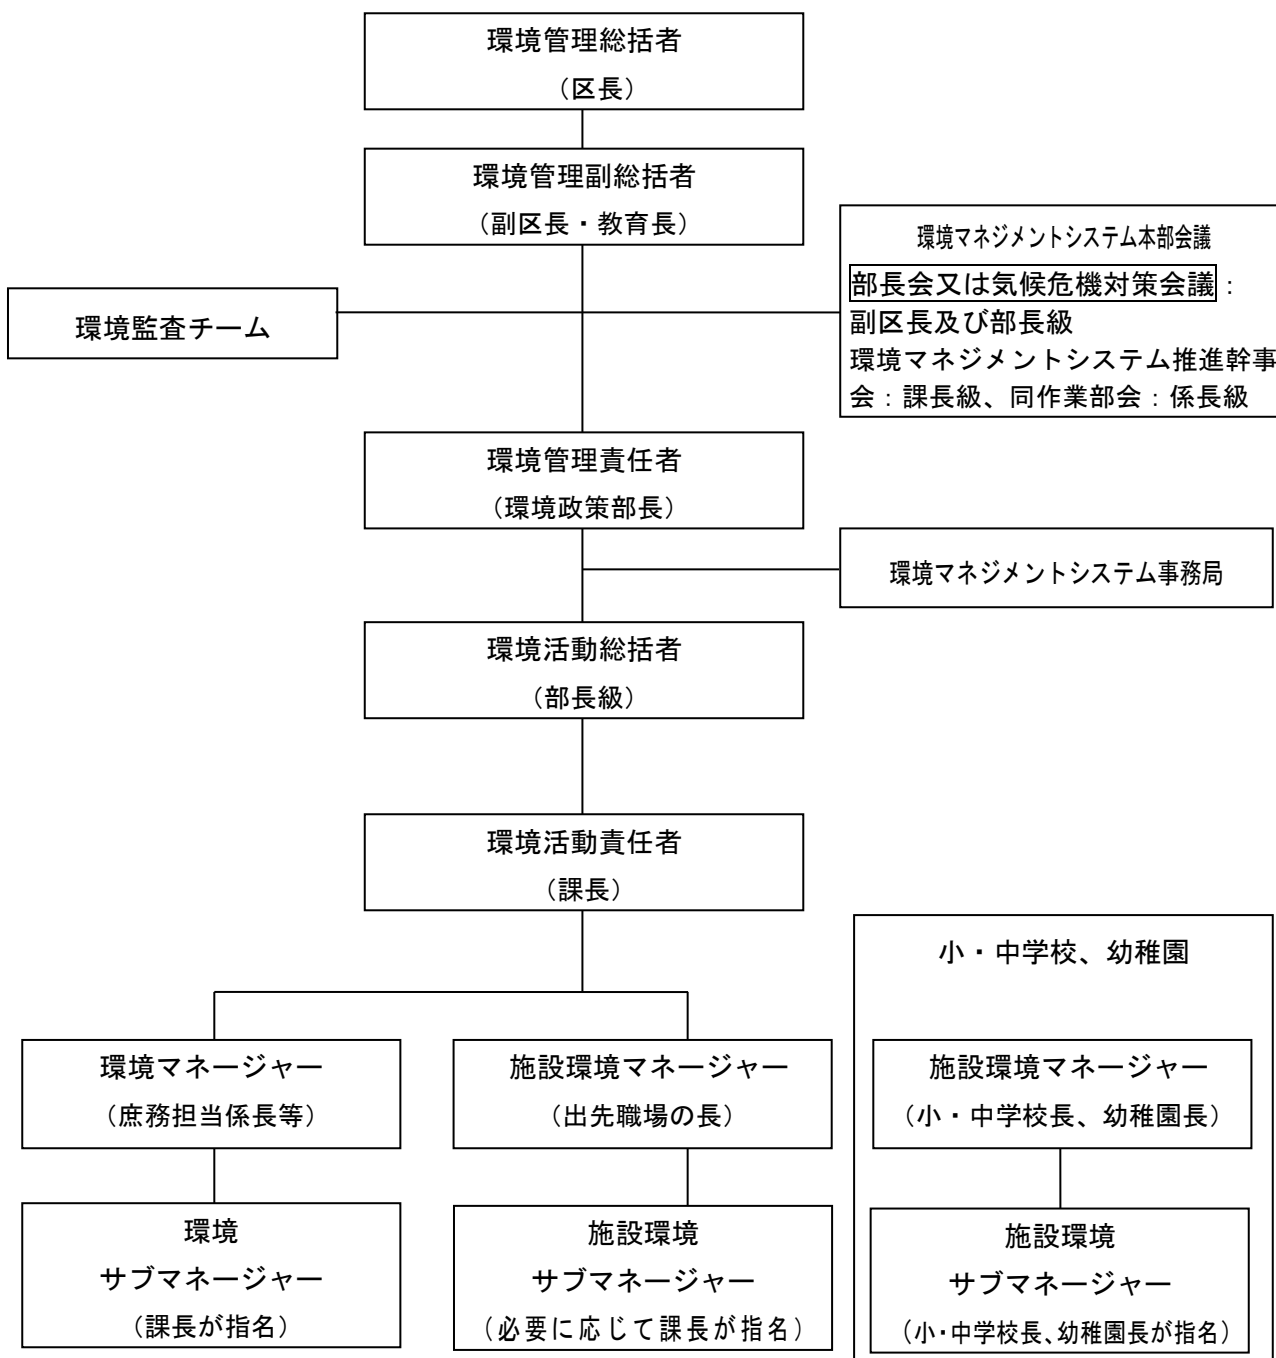 環境管理総括者
（区長）
環境管理副総括者
（副区長・教育長）
環境マネジメントシステム本部会議
部長会又は気候危機対策会議：
副区長及び部長級
環境マネジメントシステム推進幹事
会：課長級、同作業部会：係長級
環境監査チーム
環境管理責任者
（環境政策部長）
環境マネジメントシステム事務局
環境活動総括者
（部長級）
環境活動責任者
（課長）
小・中学校、幼稚園
環境マネージャー
（庶務担当係長等）
施設環境マネージャー
（出先職場の長）
施設環境マネージャー
（小・中学校長、幼稚園長）
環境
サブマネージャー
（課長が指名）
施設環境
サブマネージャー
（必要に応じて課長が指名）
施設環境
サブマネージャー
（小・中学校長、幼稚園長が指名）